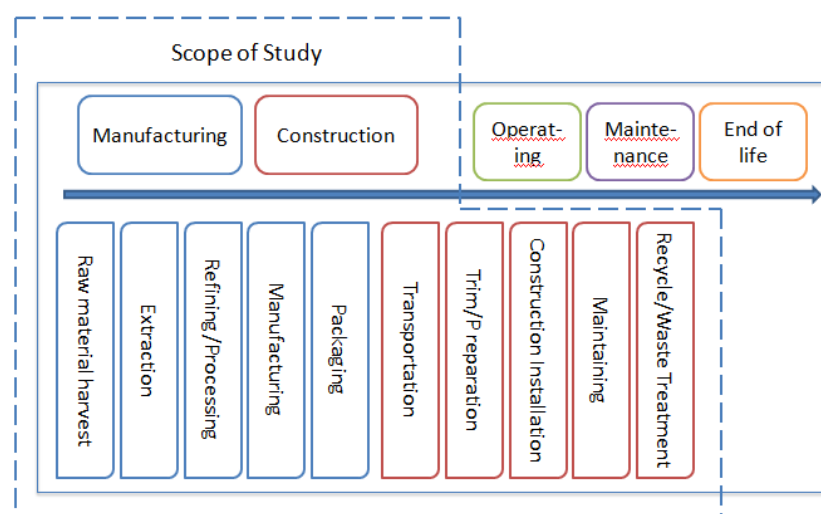 Scope of Study
Manufacturing
Construction
Operat-
ing
Mainte-
nance
End of
life
Raw material harvest
Extraction
Refining /Processing
Manufacturing
Packaging
Transportation
Trim/P reparation
Construction Installation
Maintaining
Recycle/Waste Treatment